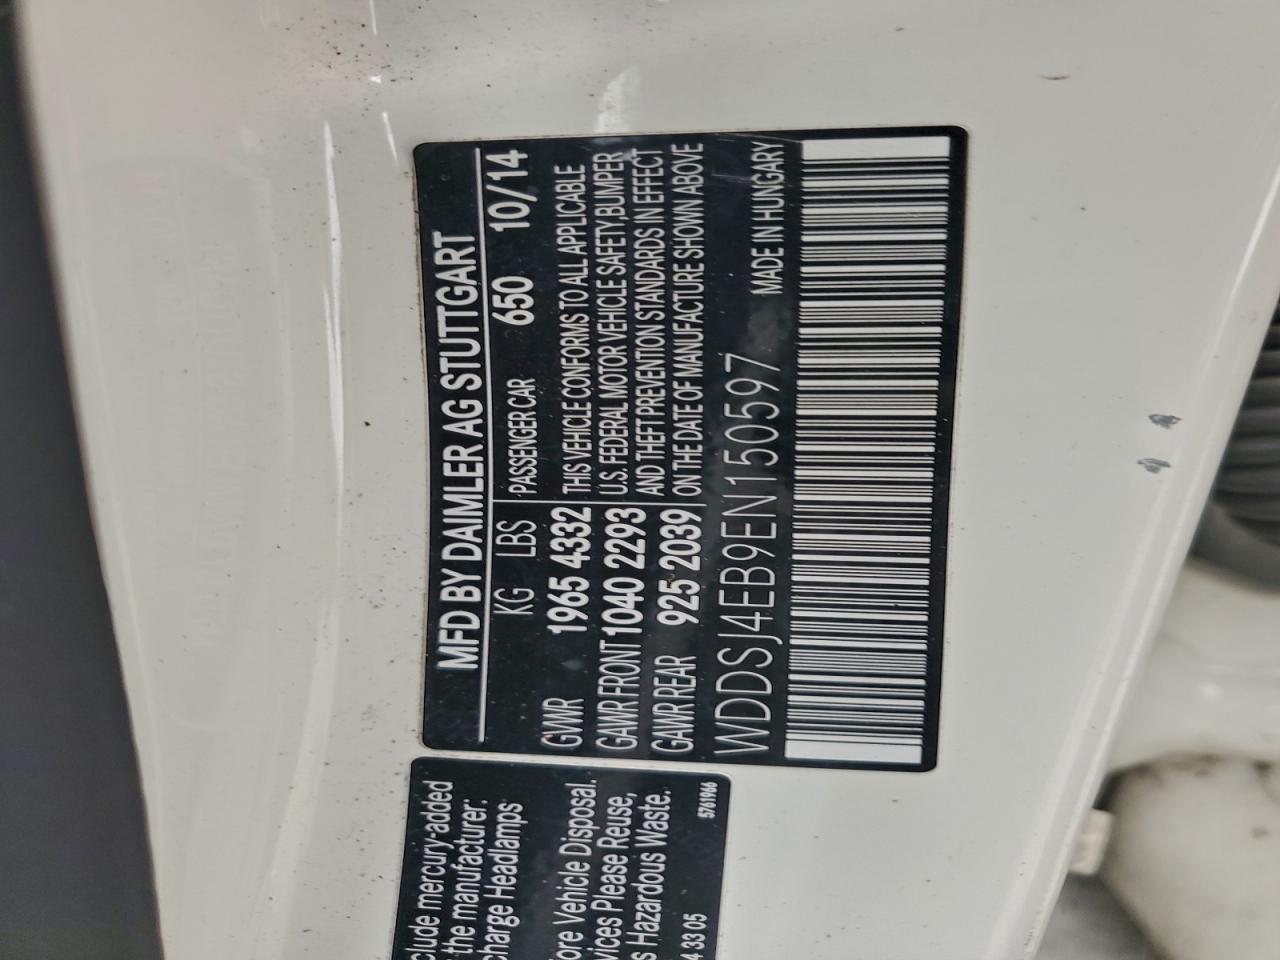 MFD BY DAIMLER AG STUTTGART
KG LBS PASSENGER CAR 650 10/14
GVWR 1965 4332 THIS VEHICLE CONFORMS TO ALL APPLICABLE
GAWR FRONT 1040 2293 U.S. FEDERAL MOTOR VEHICLE SAFETY,BUMPER
GAWR REAR 925 2039 AND THEFT PREVENTION STANDARDS IN EFFECT
ON THE DATE OF MANUFACTURE SHOWN ABOVE
WDDSJ4EB9EN150597 MADE IN HUNGARY
clude mercury-added
the manufacturer:
charge Headlamps
ore Vehicle Disposal.
vices Please Reuse,
s Hazardous Waste.
4 33 05 5761966